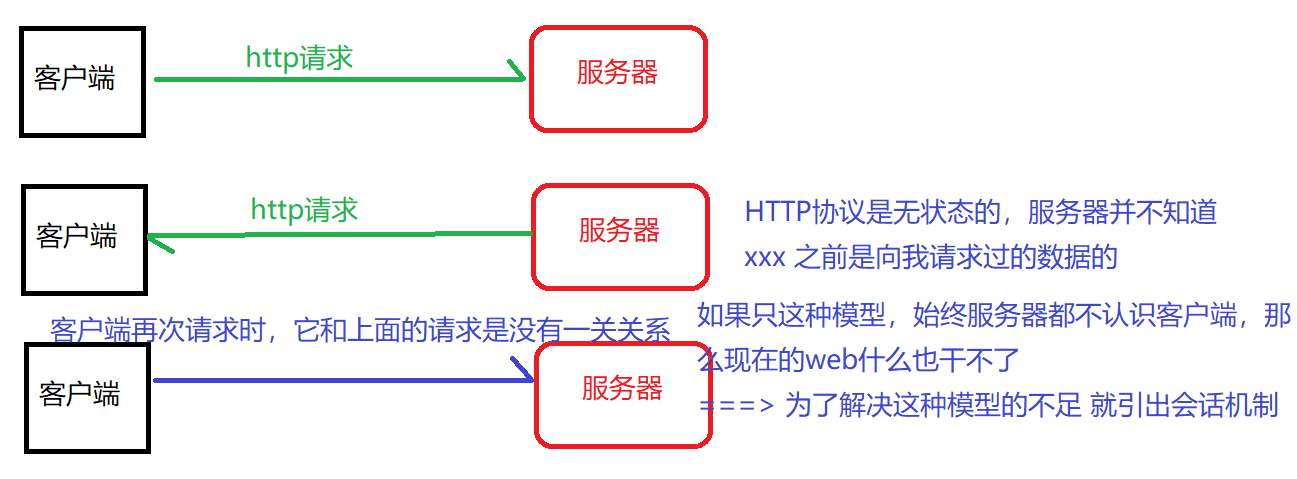 客户端
http请求
服务器
客户端
http请求
服务器
HTTP协议是无状态的，服务器并不知道
xxx 之前是向我请求过的数据的
客户端再次请求时，它和上面的请求是没有一关关系
客户端
服务器
如果只这种模型，始终服务器都不认识客户端，那
么现在的web什么也干不了
===> 为了解决这种模型的不足 就引出会话机制